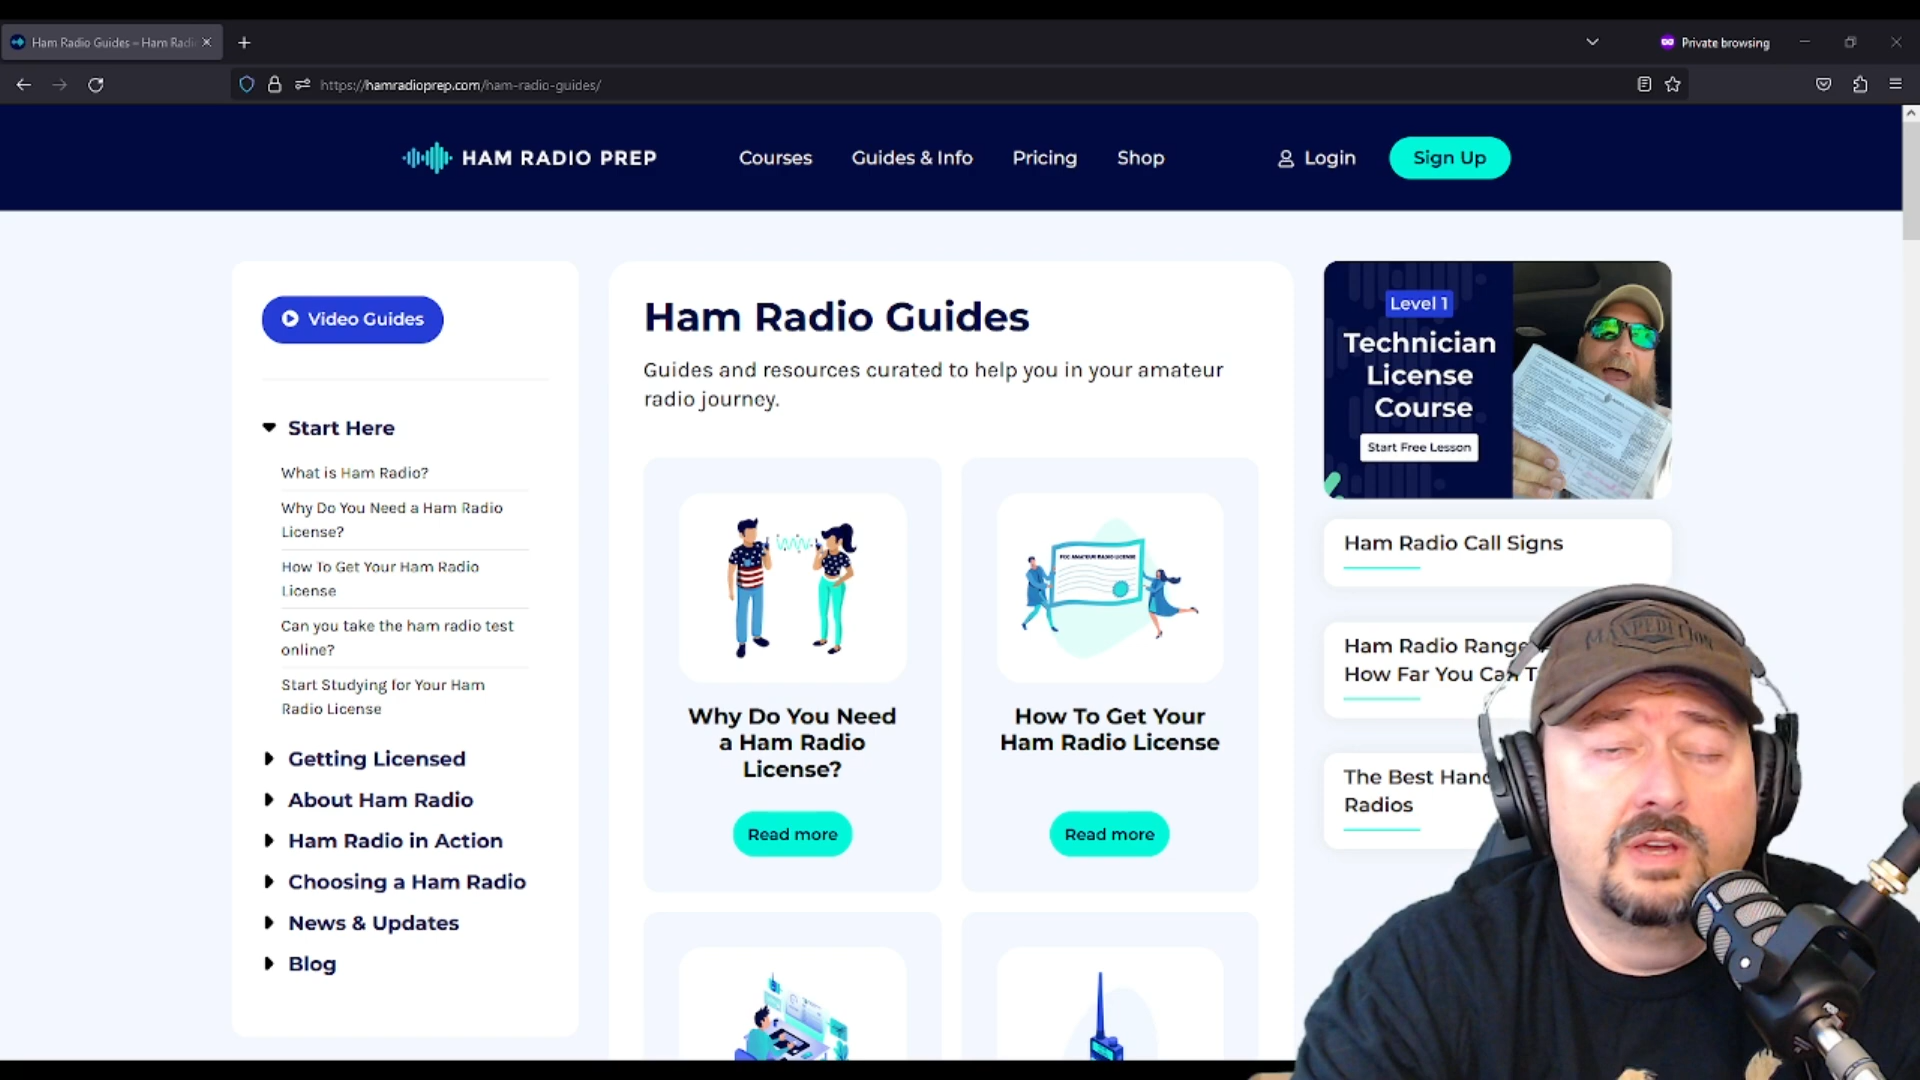 Ham Radio Guides – Ham Radi
Private browsing
https://hamradioprep.com/ham-radio-guides/
HAM RADIO PREP
Courses
Guides & Info
Pricing
Shop
Login
Sign Up
Video Guides
Start Here
What is Ham Radio?
Why Do You Need a Ham Radio
License?
How To Get Your Ham Radio
License
Can you take the ham radio test
online?
Start Studying for Your Ham
Radio License
Getting Licensed
About Ham Radio
Ham Radio in Action
Choosing a Ham Radio
News & Updates
Blog
Ham Radio Guides
Guides and resources curated to help you in your amateur
radio journey.
Why Do You Need
a Ham Radio
License?
Read more
FCC AMATEUR RADIO LICENSE
How To Get Your
Ham Radio License
Read more
Level 1
Technician
License
Course
Start Free Lesson
Ham Radio Call Signs
Ham Radio Range
How Far You Can T
The Best Hand
Radios
MAXPEDITION